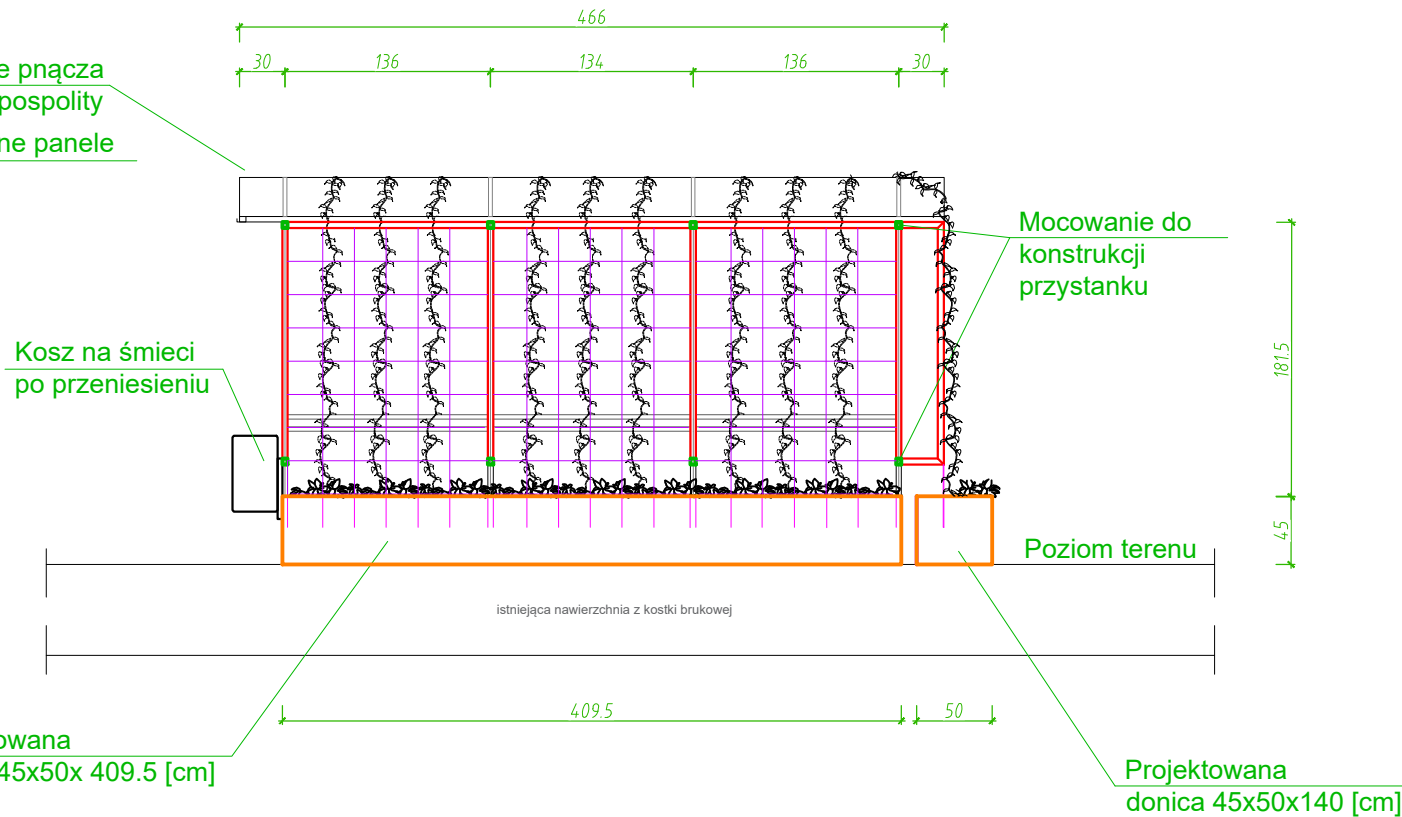 466
30 136 134 136 30
e pnącza
pospolity
ne panele
Mocowanie do
konstrukcji
przystanku
181.5
Kosz na śmieci
po przeniesieniu
45
Poziom terenu
istniejąca nawierzchnia z kostki brukowej
409.5 50
owana
45x50x 409.5 [cm]
Projektowana
donica 45x50x140 [cm]